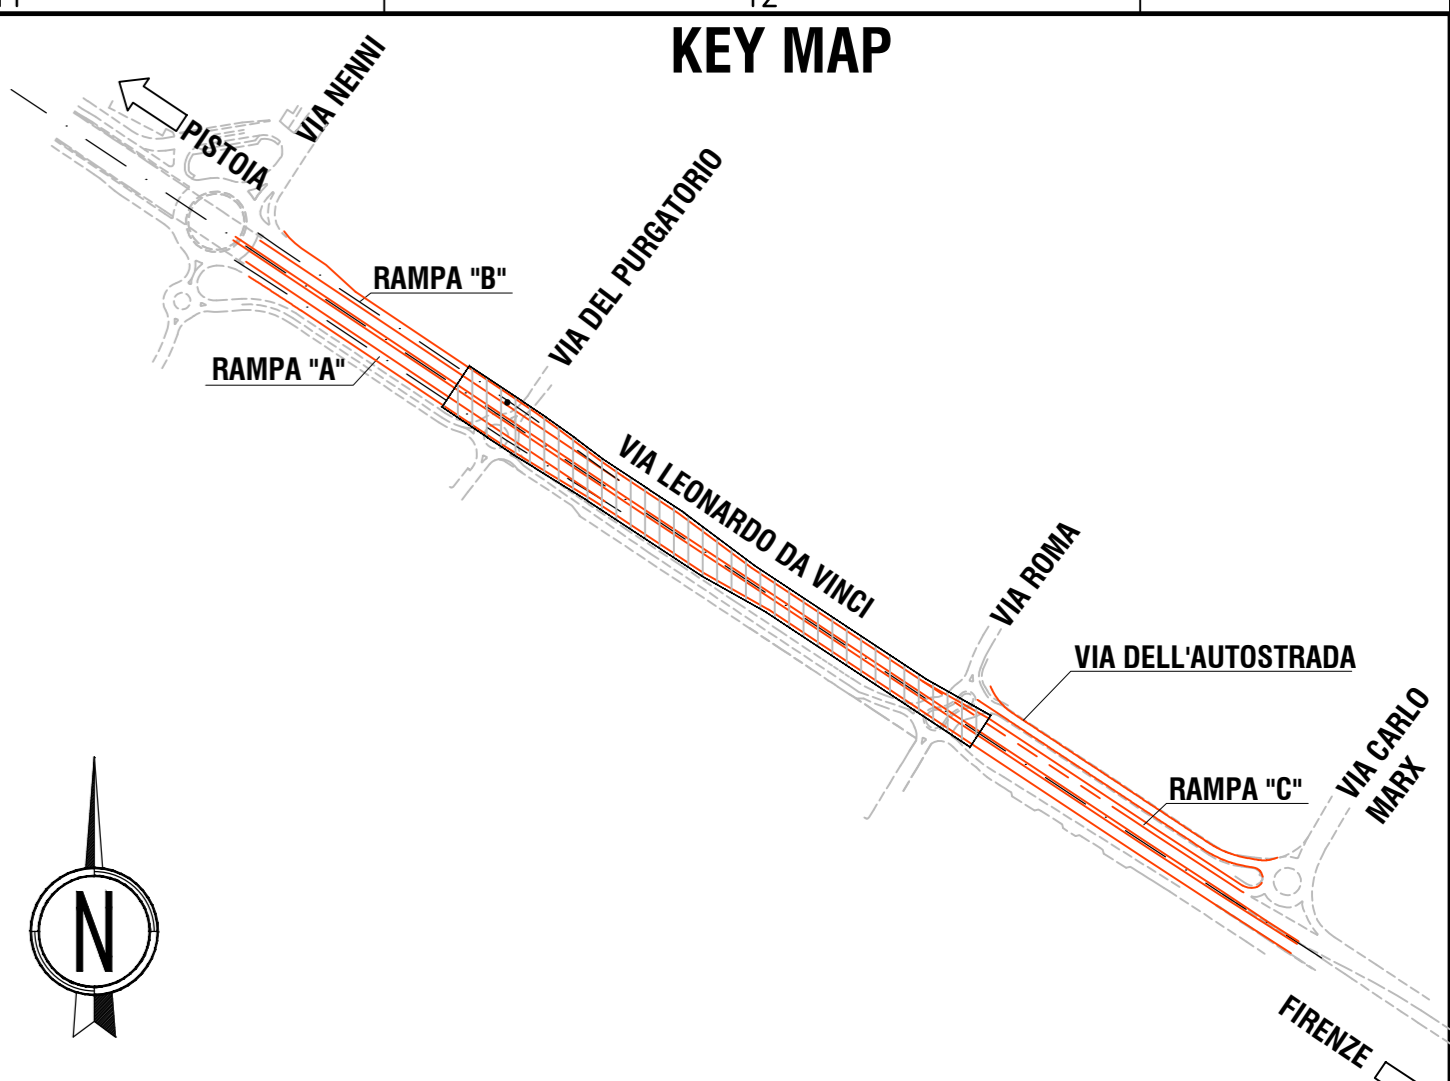 12
KEY MAP
VIA NENNI
PISTOIA
VIA DEL PURGATORIO
RAMPA "B"
RAMPA "A"
VIA LEONARDO DA VINCI
VIA ROMA
VIA DELL'AUTOSTRADA
VIA CARLO
MARX
RAMPA "C"
N
FIRENZE